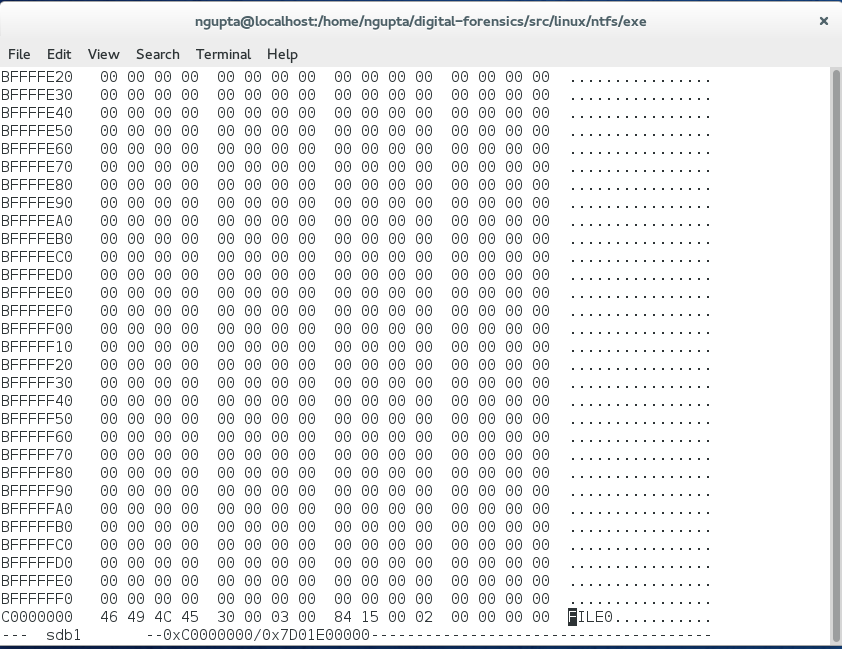 ngupta@localhost:/home/ngupta/digital-forensics/src/linux/ntfs/exe ×
File Edit View Search Terminal Help
BFFFFE20 00 00 00 00 00 00 00 00 00 00 00 00 00 00 00 00 ................
BFFFFE30 00 00 00 00 00 00 00 00 00 00 00 00 00 00 00 00 ................
BFFFFE40 00 00 00 00 00 00 00 00 00 00 00 00 00 00 00 00 ................
BFFFFE50 00 00 00 00 00 00 00 00 00 00 00 00 00 00 00 00 ................
BFFFFE60 00 00 00 00 00 00 00 00 00 00 00 00 00 00 00 00 ................
BFFFFE70 00 00 00 00 00 00 00 00 00 00 00 00 00 00 00 00 ................
BFFFFE80 00 00 00 00 00 00 00 00 00 00 00 00 00 00 00 00 ................
BFFFFE90 00 00 00 00 00 00 00 00 00 00 00 00 00 00 00 00 ................
BFFFFEA0 00 00 00 00 00 00 00 00 00 00 00 00 00 00 00 00 ................
BFFFFEB0 00 00 00 00 00 00 00 00 00 00 00 00 00 00 00 00 ................
BFFFFEC0 00 00 00 00 00 00 00 00 00 00 00 00 00 00 00 00 ................
BFFFFED0 00 00 00 00 00 00 00 00 00 00 00 00 00 00 00 00 ................
BFFFFEE0 00 00 00 00 00 00 00 00 00 00 00 00 00 00 00 00 ................
BFFFFEF0 00 00 00 00 00 00 00 00 00 00 00 00 00 00 00 00 ................
BFFFFF00 00 00 00 00 00 00 00 00 00 00 00 00 00 00 00 00 ................
BFFFFF10 00 00 00 00 00 00 00 00 00 00 00 00 00 00 00 00 ................
BFFFFF20 00 00 00 00 00 00 00 00 00 00 00 00 00 00 00 00 ................
BFFFFF30 00 00 00 00 00 00 00 00 00 00 00 00 00 00 00 00 ................
BFFFFF40 00 00 00 00 00 00 00 00 00 00 00 00 00 00 00 00 ................
BFFFFF50 00 00 00 00 00 00 00 00 00 00 00 00 00 00 00 00 ................
BFFFFF60 00 00 00 00 00 00 00 00 00 00 00 00 00 00 00 00 ................
BFFFFF70 00 00 00 00 00 00 00 00 00 00 00 00 00 00 00 00 ................
BFFFFF80 00 00 00 00 00 00 00 00 00 00 00 00 00 00 00 00 ................
BFFFFF90 00 00 00 00 00 00 00 00 00 00 00 00 00 00 00 00 ................
BFFFFFA0 00 00 00 00 00 00 00 00 00 00 00 00 00 00 00 00 ................
BFFFFFB0 00 00 00 00 00 00 00 00 00 00 00 00 00 00 00 00 ................
BFFFFFC0 00 00 00 00 00 00 00 00 00 00 00 00 00 00 00 00 ................
BFFFFFD0 00 00 00 00 00 00 00 00 00 00 00 00 00 00 00 00 ................
BFFFFFE0 00 00 00 00 00 00 00 00 00 00 00 00 00 00 00 00 ................
BFFFFFF0 00 00 00 00 00 00 00 00 00 00 00 00 00 00 00 00 ................
C0000000 46 49 4C 45 30 00 03 00 84 15 00 02 00 00 00 00 FILE0...........
--- sdb1 --0xC0000000/0x7D01E00000--------------------------------------